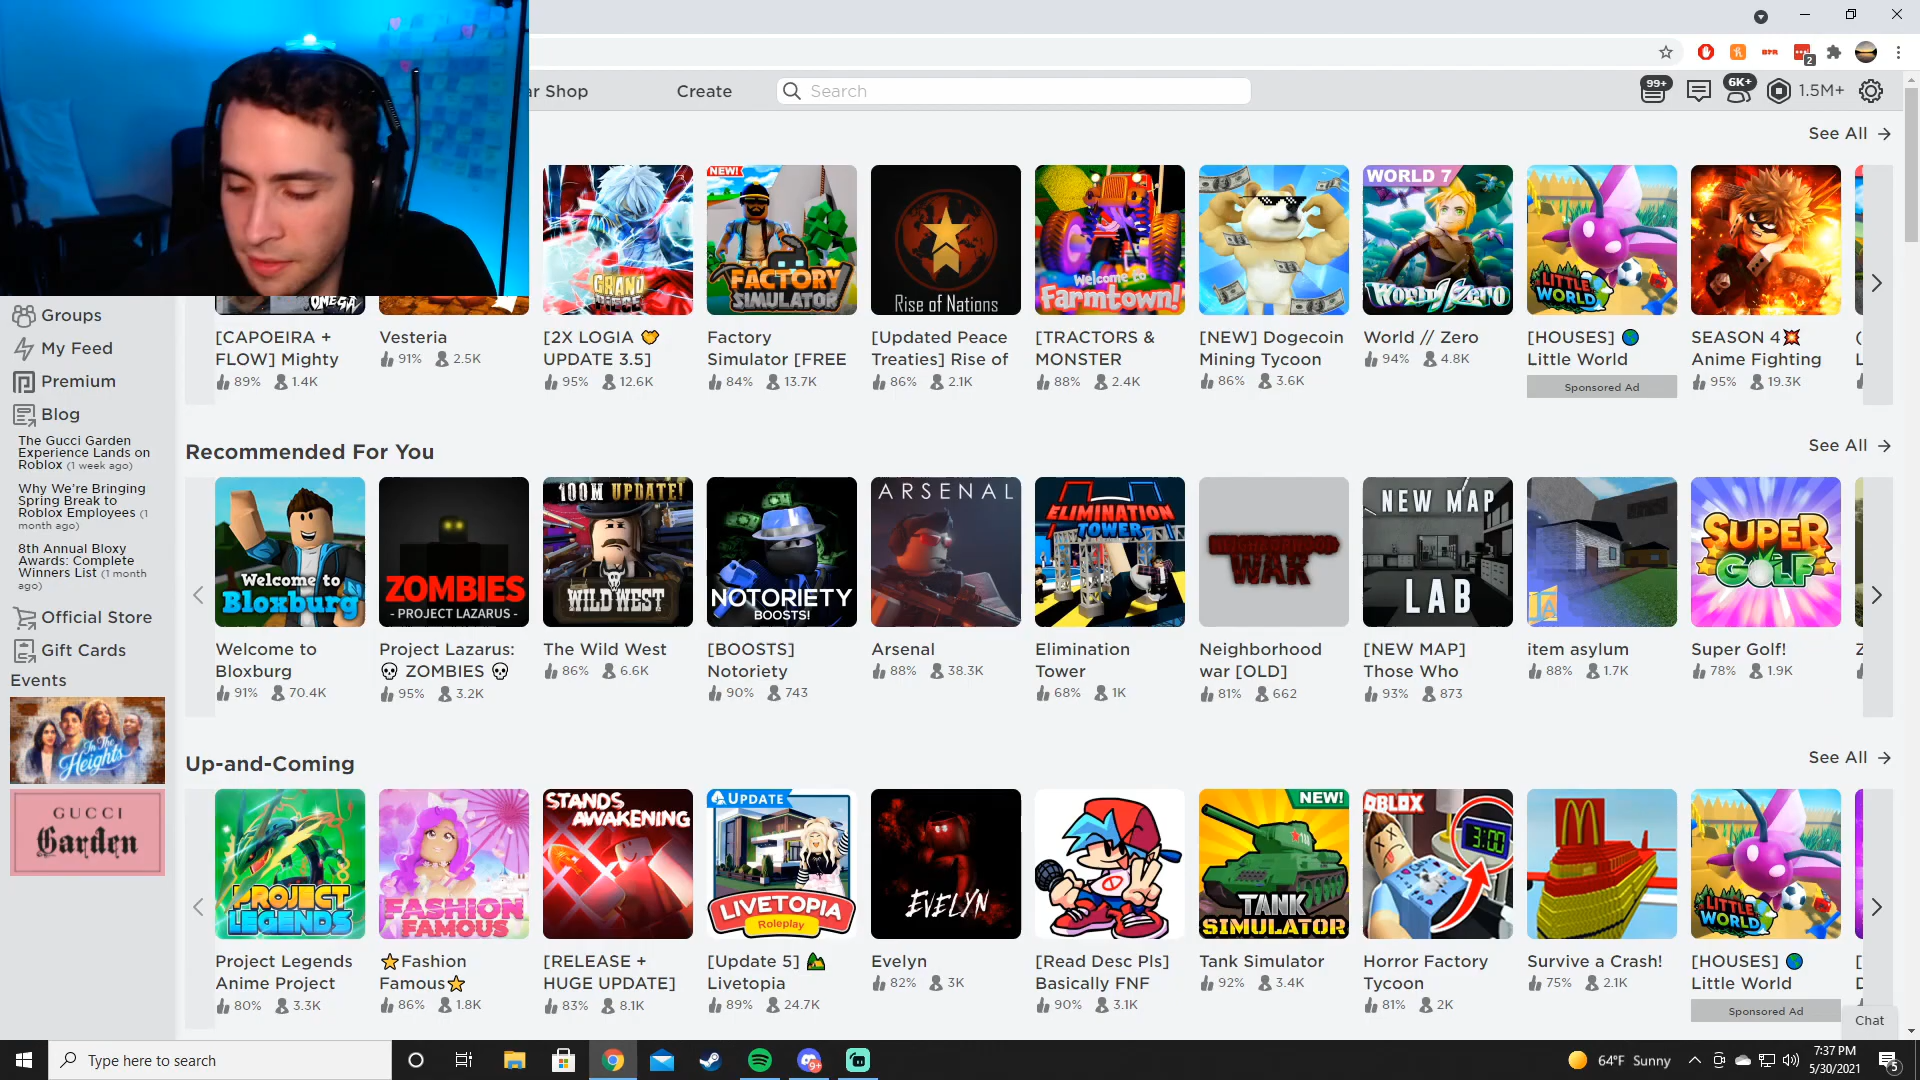 ar Shop
Create
Search
99+
6K+
1.5M+
2
See All
OMEGA
GRAND PIECE
NEW!
FACTORY SIMULATOR
Rise of Nations
Welcome to Farmtown!
WORLD 7
World Zero
LITTLE WORLD
[CAPOEIRA + FLOW] Mighty
89% 1.4K
Vesteria
91% 2.5K
[2X LOGIA UPDATE 3.5]
95% 12.6K
Factory Simulator [FREE
84% 13.7K
[Updated Peace Treaties] Rise of
86% 2.1K
[TRACTORS & MONSTER
88% 2.4K
[NEW] Dogecoin Mining Tycoon
86% 3.6K
World // Zero
94% 4.8K
[HOUSES] Little World
Sponsored Ad
SEASON 4 Anime Fighting
95% 19.3K
Groups
My Feed
Premium
Blog
The Gucci Garden
Experience Lands on
Roblox (1 week ago)
Why We're Bringing
Spring Break to
Roblox Employees (1
month ago)
8th Annual Bloxy
Awards: Complete
Winners List (1 month
ago)
Official Store
Gift Cards
Events
In The Heights
GUCCI
Garden
Recommended For You
See All
Welcome to Bloxburg
ZOMBIES
- PROJECT LAZARUS -
100M UPDATE!
WILD WEST
NOTORIETY
BOOSTS!
ARSENAL
ELIMINATION TOWER
NEIGHBORHOOD WAR
NEW MAP
LAB
IA
SUPER GOLF
Welcome to Bloxburg
91% 70.4K
Project Lazarus: ZOMBIES
95% 3.2K
The Wild West
86% 6.6K
[BOOSTS] Notoriety
90% 743
Arsenal
88% 38.3K
Elimination Tower
68% 1K
Neighborhood war [OLD]
81% 662
[NEW MAP] Those Who
93% 873
item asylum
88% 1.7K
Super Golf!
78% 1.9K
Z
Up-and-Coming
See All
PROJECT LEGENDS
FASHION FAMOUS
STANDS AWAKENING
UPDATE
LIVETOPIA
Roleplay
EVELYN
NEW!
TANK SIMULATOR
ROBLOX
3:00
LITTLE WORLD
Project Legends Anime Project
80% 3.3K
Fashion Famous
86% 1.8K
[RELEASE + HUGE UPDATE]
83% 8.1K
[Update 5] Livetopia
89% 24.7K
Evelyn
82% 3K
[Read Desc Pls] Basically FNF
90% 3.1K
Tank Simulator
92% 3.4K
Horror Factory Tycoon
81% 2K
Survive a Crash!
75% 2.1K
[HOUSES] Little World
Sponsored Ad
Chat
Type here to search
64°F Sunny
7:37 PM
5/30/2021
5